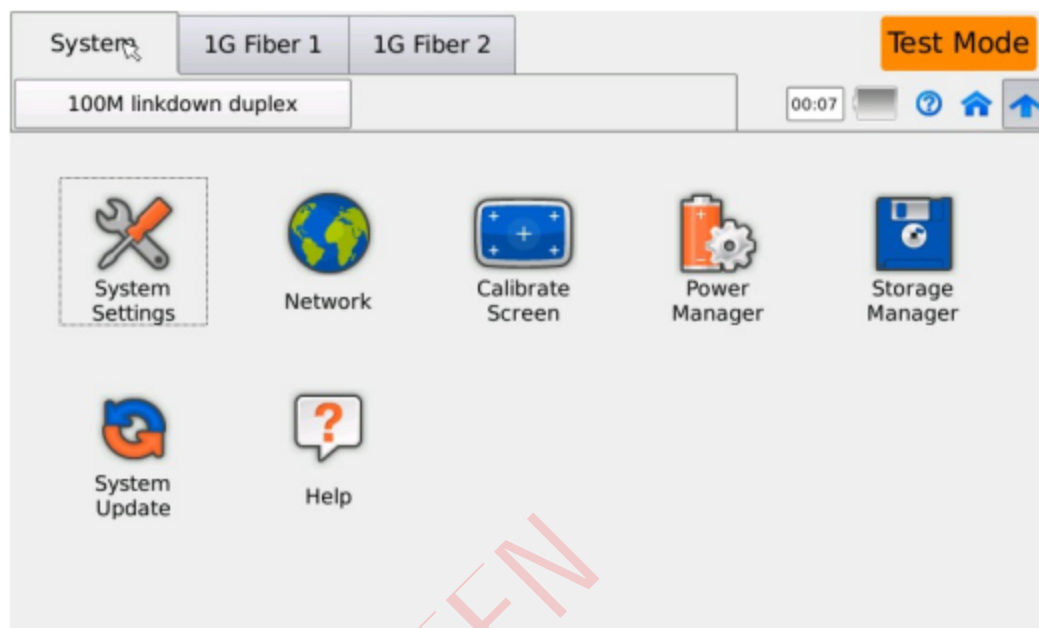 System
1G Fiber 1
1G Fiber 2
Test Mode
100M linkdown duplex
00:07
System
Settings
Network
Calibrate
Screen
Power
Manager
Storage
Manager
System
Update
Help